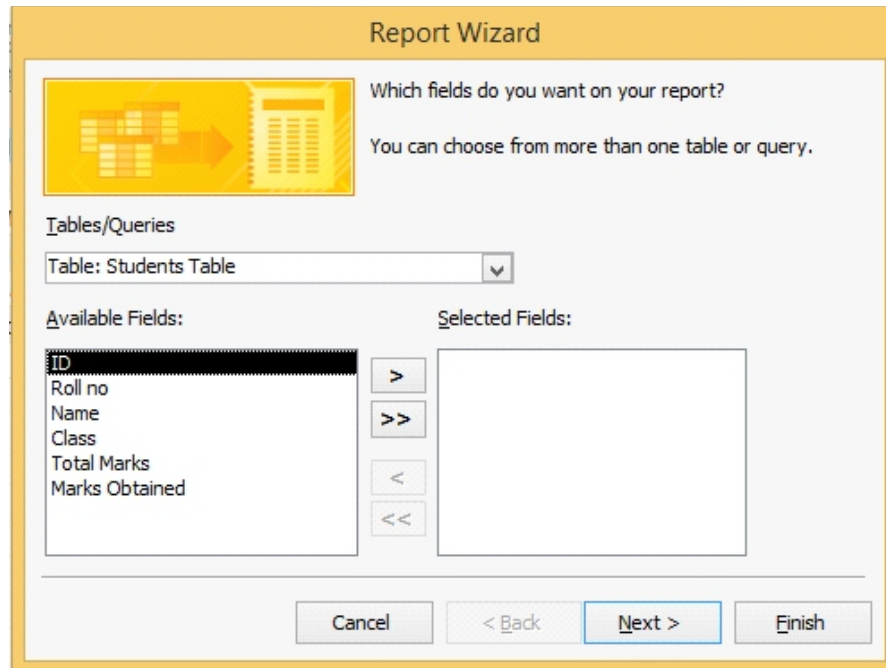 Report Wizard
Which fields do you want on your report?
You can choose from more than one table or query.
Tables/Queries
Table: Students Table
Available Fields:
Selected Fields:
ID
Roll no
Name
Class
Total Marks
Marks Obtained
>
>>
<
<<
Cancel
< Back
Next >
Finish